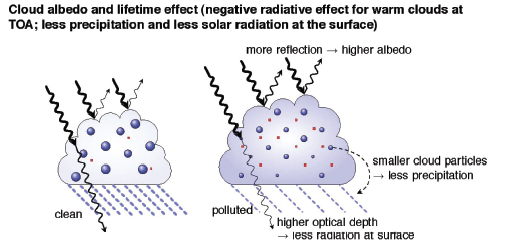 Cloud albedo and lifetime effect (negative radiative effect for warm clouds at
TOA; less precipitation and less solar radiation at the surface)
more reflection → higher albedo
smaller cloud particles
→ less precipitation
clean
polluted
higher optical depth
→ less radiation at surface